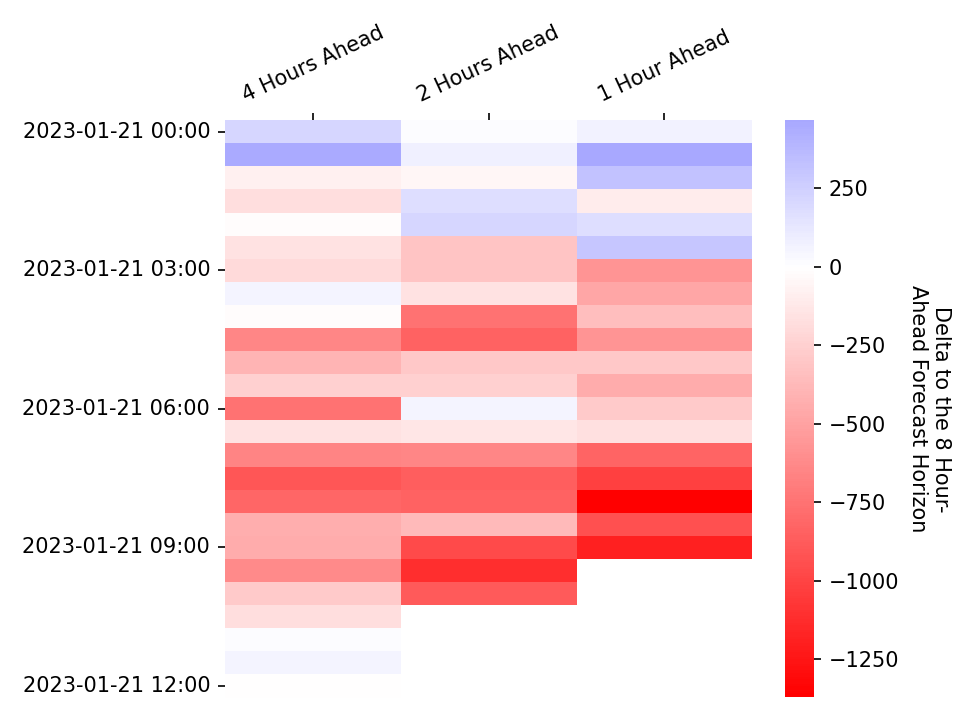 4 Hours Ahead
2 Hours Ahead
1 Hour Ahead
2023-01-21 00:00
2023-01-21 03:00
2023-01-21 06:00
2023-01-21 09:00
2023-01-21 12:00
250
0
−250
−500
−750
−1000
−1250
Delta to the 8 Hour-
Ahead Forecast Horizon